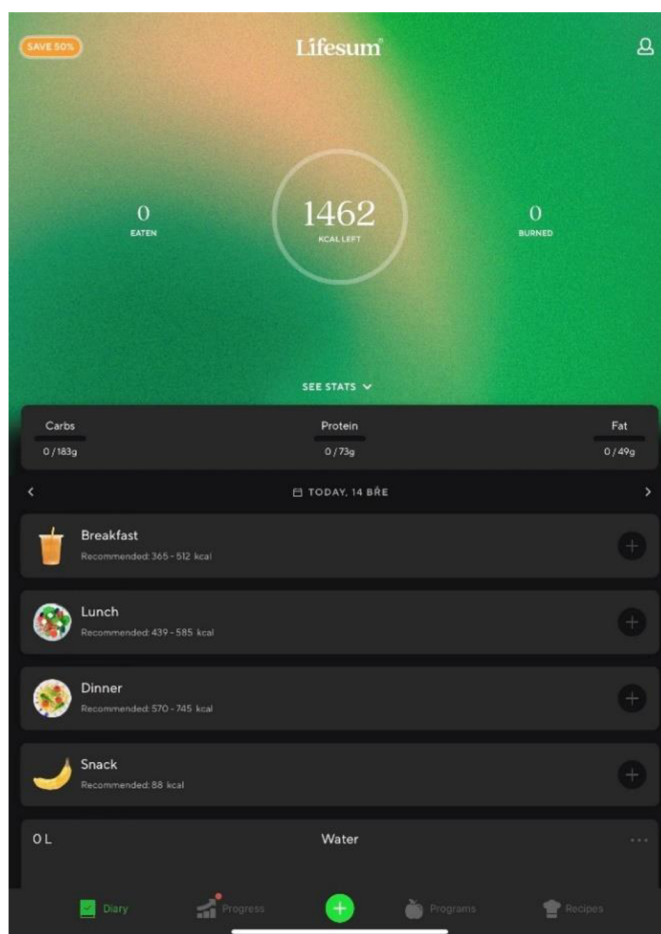 SAVE 50%
Lifesum
0
EATEN
1462
KCAL LEFT
0
BURNED
SEE STATS
Carbs
0 / 183g
Protein
0 / 73g
Fat
0 / 49g
TODAY, 14 BŘE
Breakfast
Recommended: 365 - 512 kcal
Lunch
Recommended: 439 - 585 kcal
Dinner
Recommended: 570 - 745 kcal
Snack
Recommended: 88 kcal
0 L
Water
Diary
Progress
Programs
Recipes